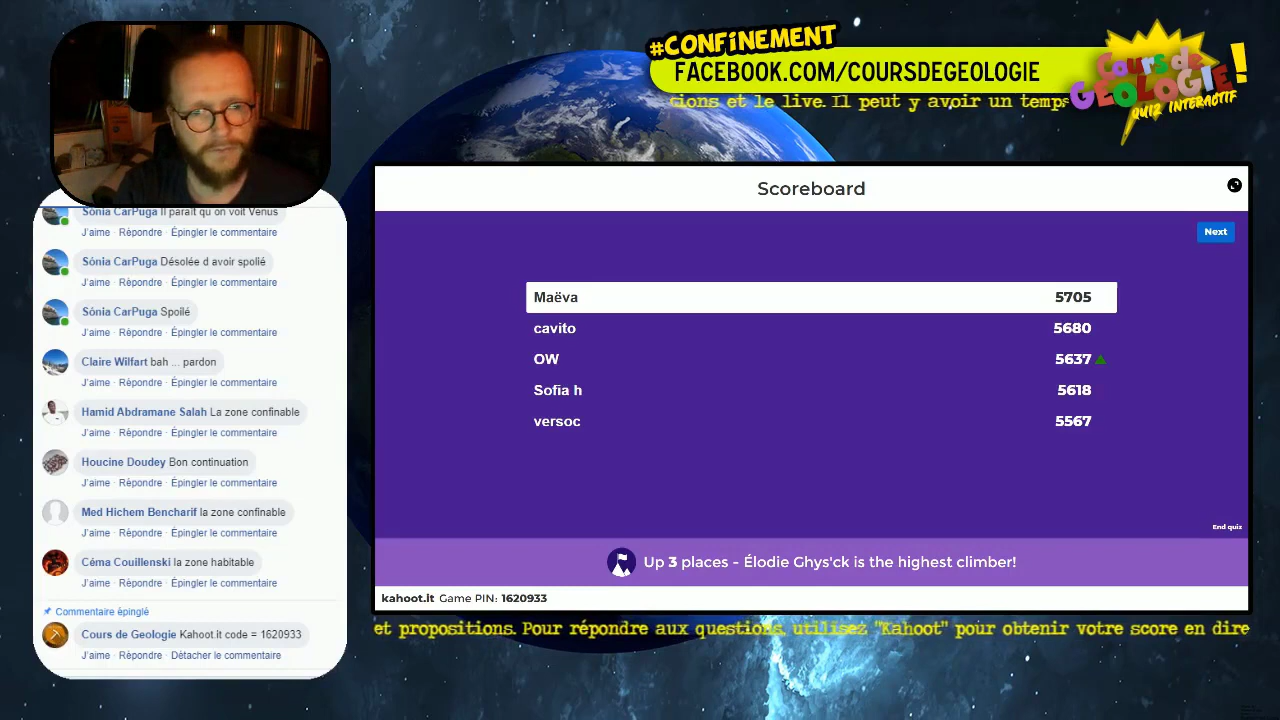 #CONFiNEMENT
FACEBOOK.COM/COURSDEGEOLOGIE
Cours de
GEOLOGIE!
QUIZ INTERACTIF
tions et le live. Il peut y avoir un temps
Sónia CarPuga Il paraît qu on voit Vénus
J'aime · Répondre · Épingler le commentaire
Sónia CarPuga Désolée d avoir spolié
J'aime · Répondre · Épingler le commentaire
Sónia CarPuga Spoilé
J'aime · Répondre · Épingler le commentaire
Claire Wilfart bah ... pardon
J'aime · Répondre · Épingler le commentaire
Hamid Abdramane Salah La zone confinable
J'aime · Répondre · Épingler le commentaire
Houcine Doudey Bon continuation
J'aime · Répondre · Épingler le commentaire
Med Hichem Bencharif la zone confinable
J'aime · Répondre · Épingler le commentaire
Céma Couillenski la zone habitable
J'aime · Répondre · Épingler le commentaire
Commentaire épinglé
Cours de Geologie Kahoot.it code = 1620933
J'aime · Répondre · Détacher le commentaire
Scoreboard
Next
Maëva 5705
cavito 5680
OW 5637
Sofia h 5618
versoc 5567
End quiz
Up 3 places - Élodie Ghys'ck is the highest climber!
kahoot.it Game PIN: 1620933
et propositions. Pour répondre aux questions, utilisez "Kahoot" pour obtenir votre score en dire